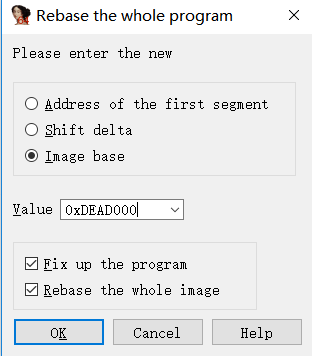 Rebase the whole program
Please enter the new
Address of the first segment
Shift delta
Image base
Value 0xDEAD000
Fix up the program
Rebase the whole image
OK Cancel Help